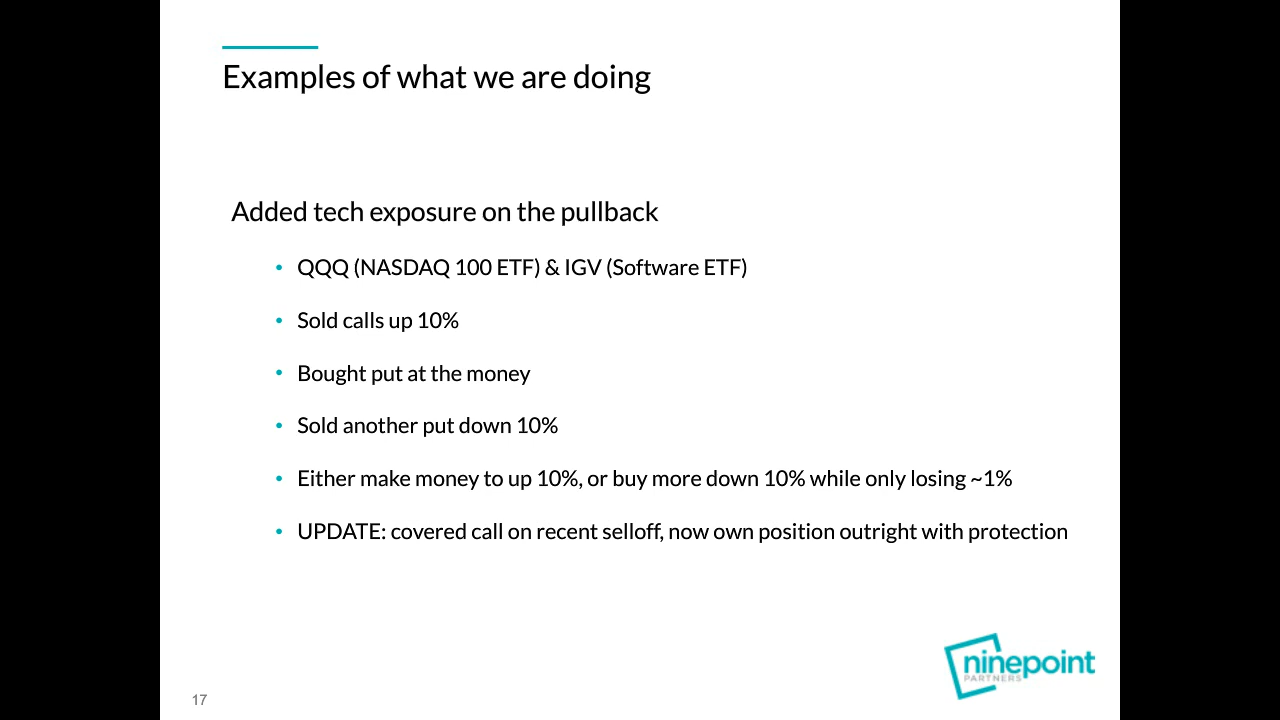 Examples of what we are doing
Added tech exposure on the pullback
• QQQ (NASDAQ 100 ETF) & IGV (Software ETF)
• Sold calls up 10%
• Bought put at the money
• Sold another put down 10%
• Either make money to up 10%, or buy more down 10% while only losing ~1%
• UPDATE: covered call on recent selloff, now own position outright with protection
ninepoint
PARTNERS
17